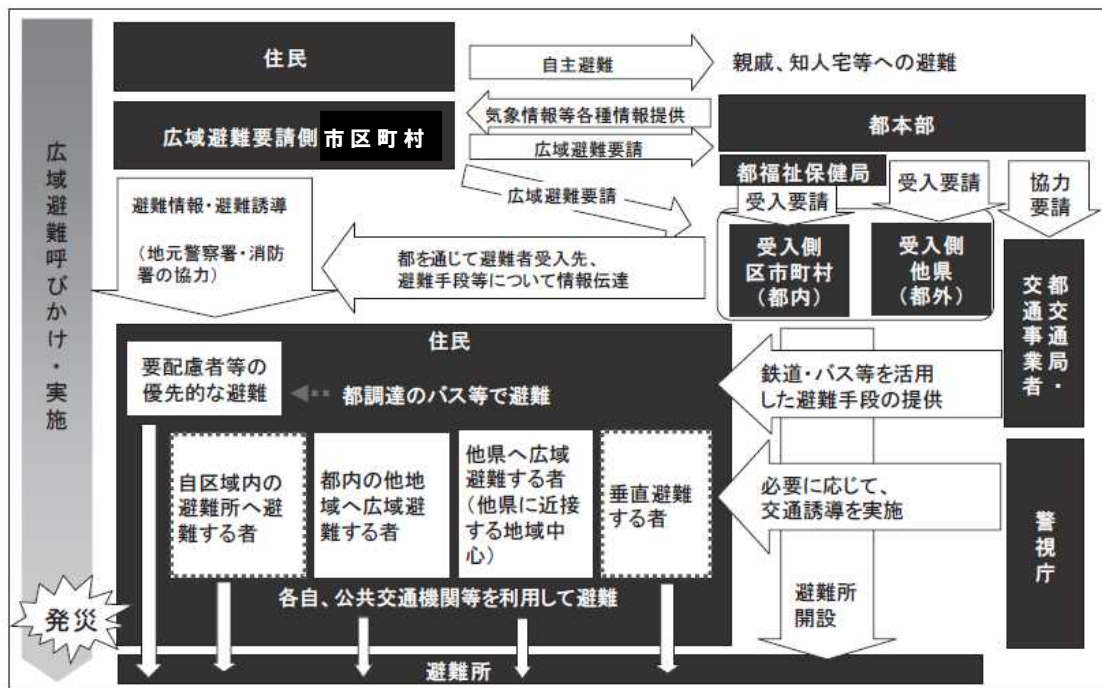 住民
自主避難
親戚、知人宅等への避難
広域避難要請側市区町村
気象情報等各種情報提供
広域避難要請
都本部
広域避難要請
都福祉保健局
受入要請
受入要請
協力
要請
避難情報・避難誘導
(地元警察署・消防
署の協力)
都を通じて避難者受入先、
避難手段等について情報伝達
受入側
区市町村
(都内)
受入側
他県
(都外)
都交通局・
交通事業者
広域避難呼びかけ・実施
住民
要配慮者等の
優先的な避難
都調達のバス等で避難
鉄道・バス等を活用
した避難手段の提供
自区域内の
避難所へ避
難する者
都内の他地
域へ広域避
難する者
他県へ広域
避難する者
(他県に近接
する地域中
心)
垂直避難
する者
必要に応じて、
交通誘導を実施
警視庁
各自、公共交通機関等を利用して避難
避難所
開設
発災
避難所